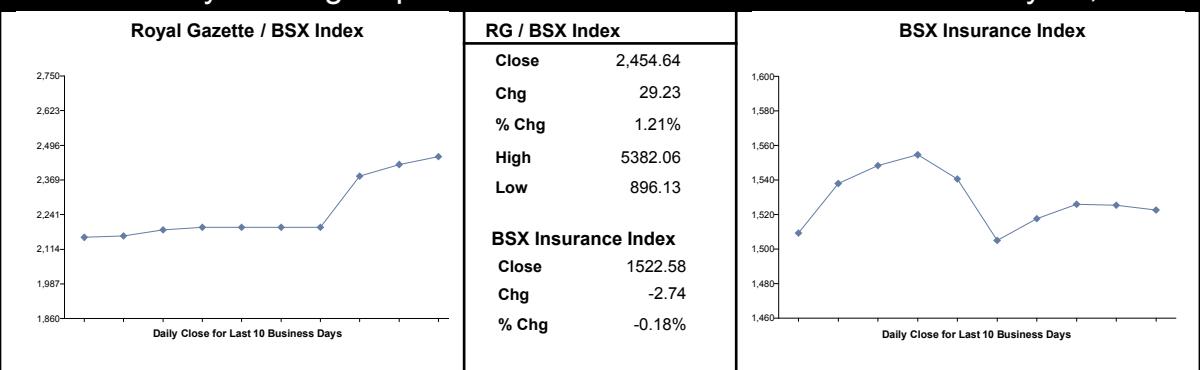 Royal Gazette / BSX Index
2,750
2,623
2,496
2,369
2,241
2,114
1,987
1,860
Daily Close for Last 10 Business Days
RG / BSX Index
Close 2,454.64
Chg 29.23
% Chg 1.21%
High 5382.06
Low 896.13
BSX Insurance Index
Close 1522.58
Chg -2.74
% Chg -0.18%
BSX Insurance Index
1,600
1,580
1,560
1,540
1,520
1,500
1,480
1,460
Daily Close for Last 10 Business Days